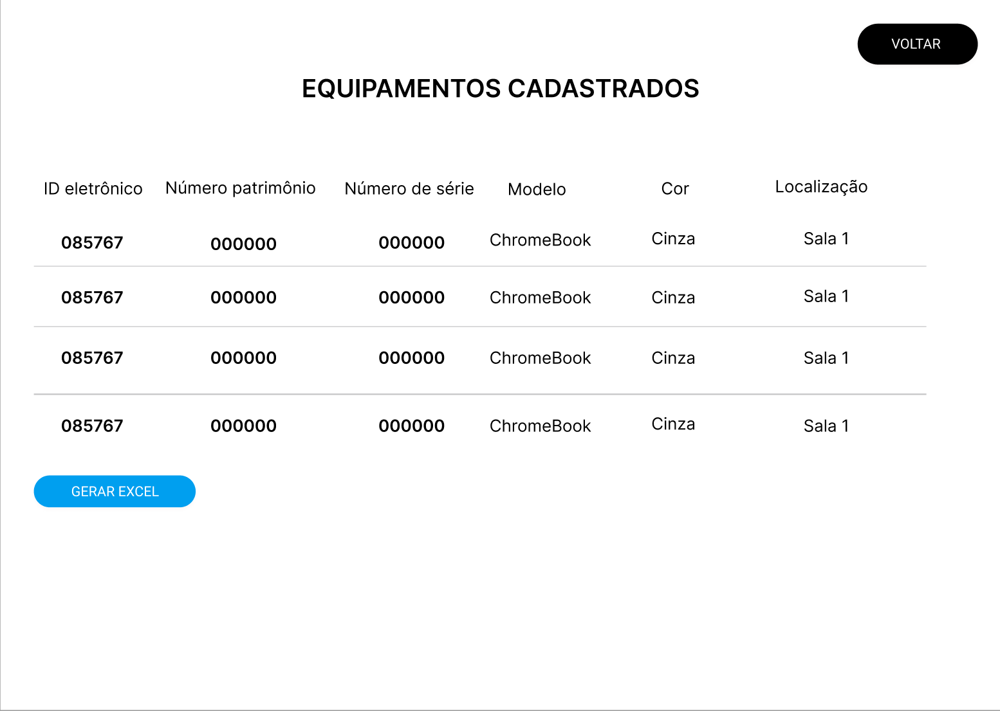 VOLTAR
EQUIPAMENTOS CADASTRADOS
ID eletrônico Número patrimônio Número de série Modelo Cor Localização
085767 000000 000000 ChromeBook Cinza Sala 1
085767 000000 000000 ChromeBook Cinza Sala 1
085767 000000 000000 ChromeBook Cinza Sala 1
085767 000000 000000 ChromeBook Cinza Sala 1
GERAR EXCEL